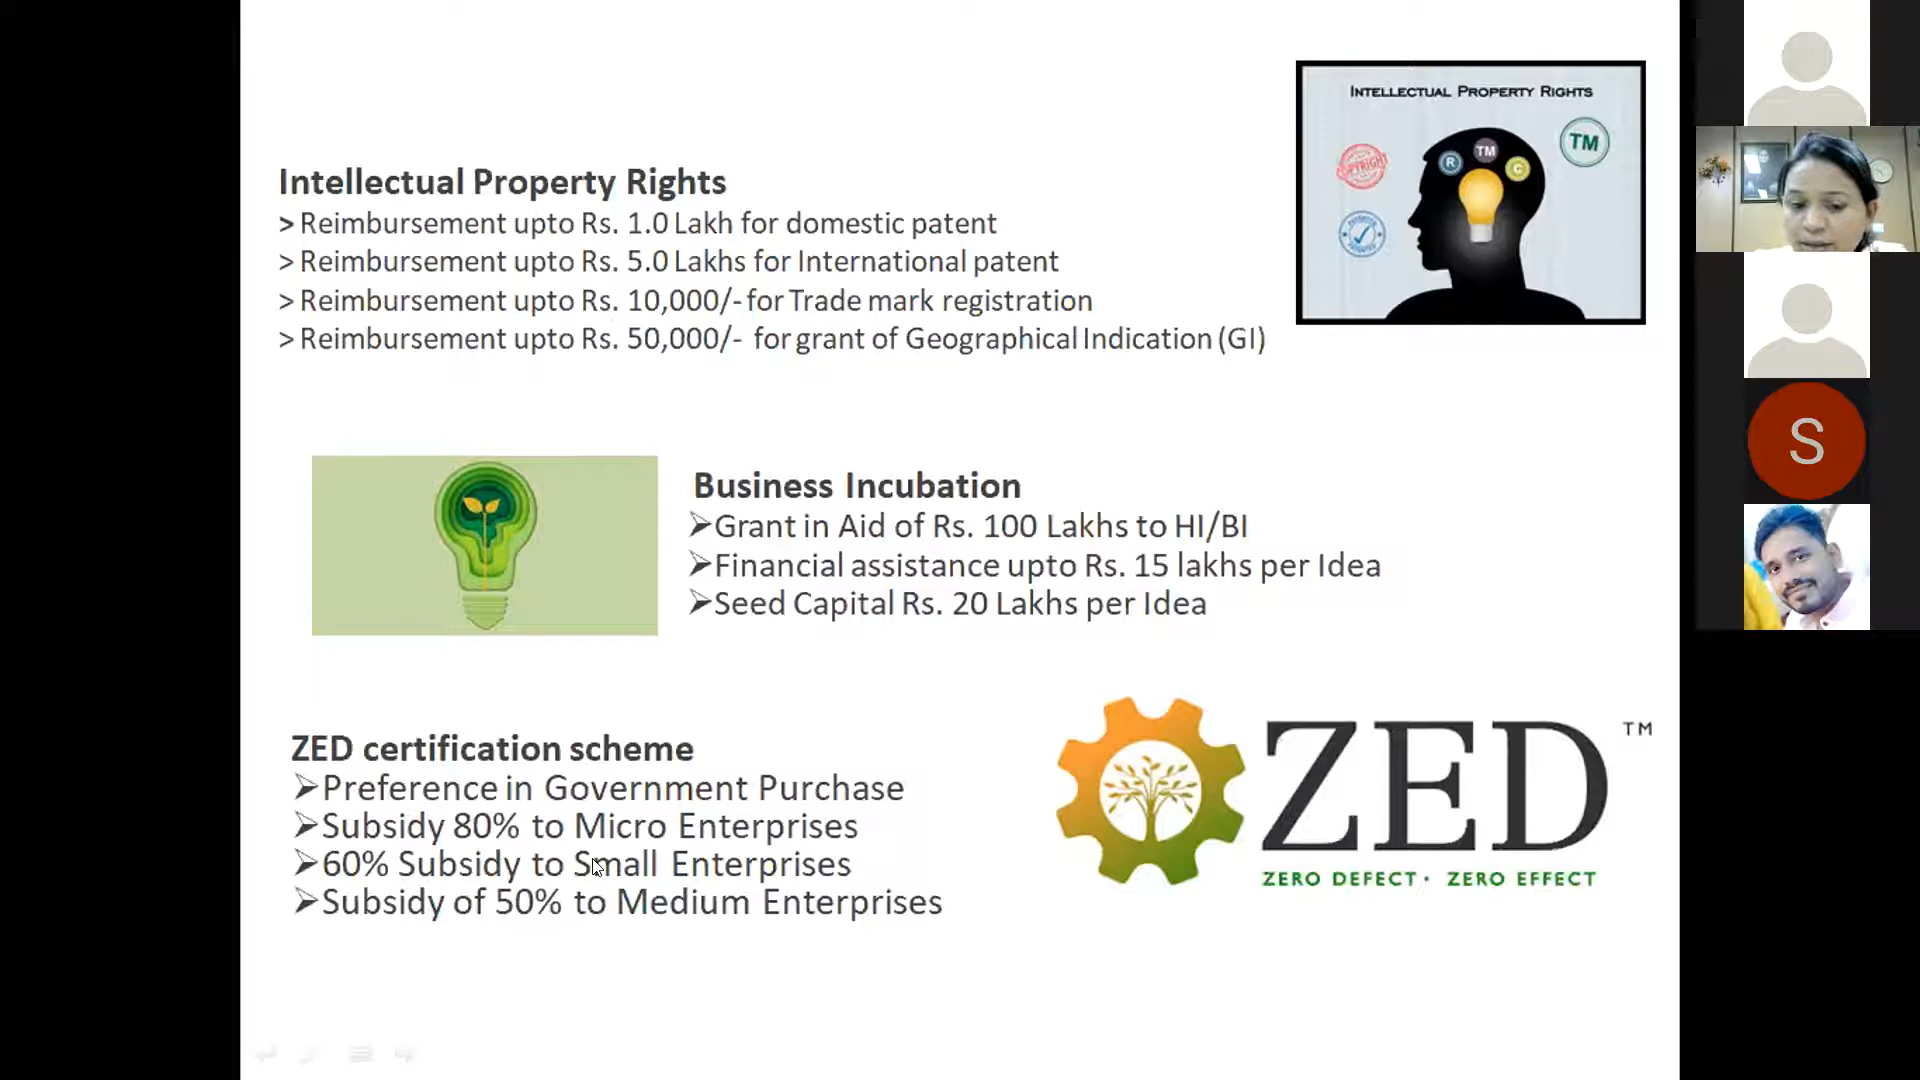 INTELLECTUAL PROPERTY RIGHTS
TM
R
TM
C
Intellectual Property Rights
> Reimbursement upto Rs. 1.0 Lakh for domestic patent
> Reimbursement upto Rs. 5.0 Lakhs for International patent
> Reimbursement upto Rs. 10,000/- for Trade mark registration
> Reimbursement upto Rs. 50,000/- for grant of Geographical Indication (GI)
S
Business Incubation
➢Grant in Aid of Rs. 100 Lakhs to HI/BI
➢Financial assistance upto Rs. 15 lakhs per Idea
➢Seed Capital Rs. 20 Lakhs per Idea
ZED certification scheme
➢Preference in Government Purchase
➢Subsidy 80% to Micro Enterprises
➢60% Subsidy to Small Enterprises
➢Subsidy of 50% to Medium Enterprises
ZED TM
ZERO DEFECT · ZERO EFFECT